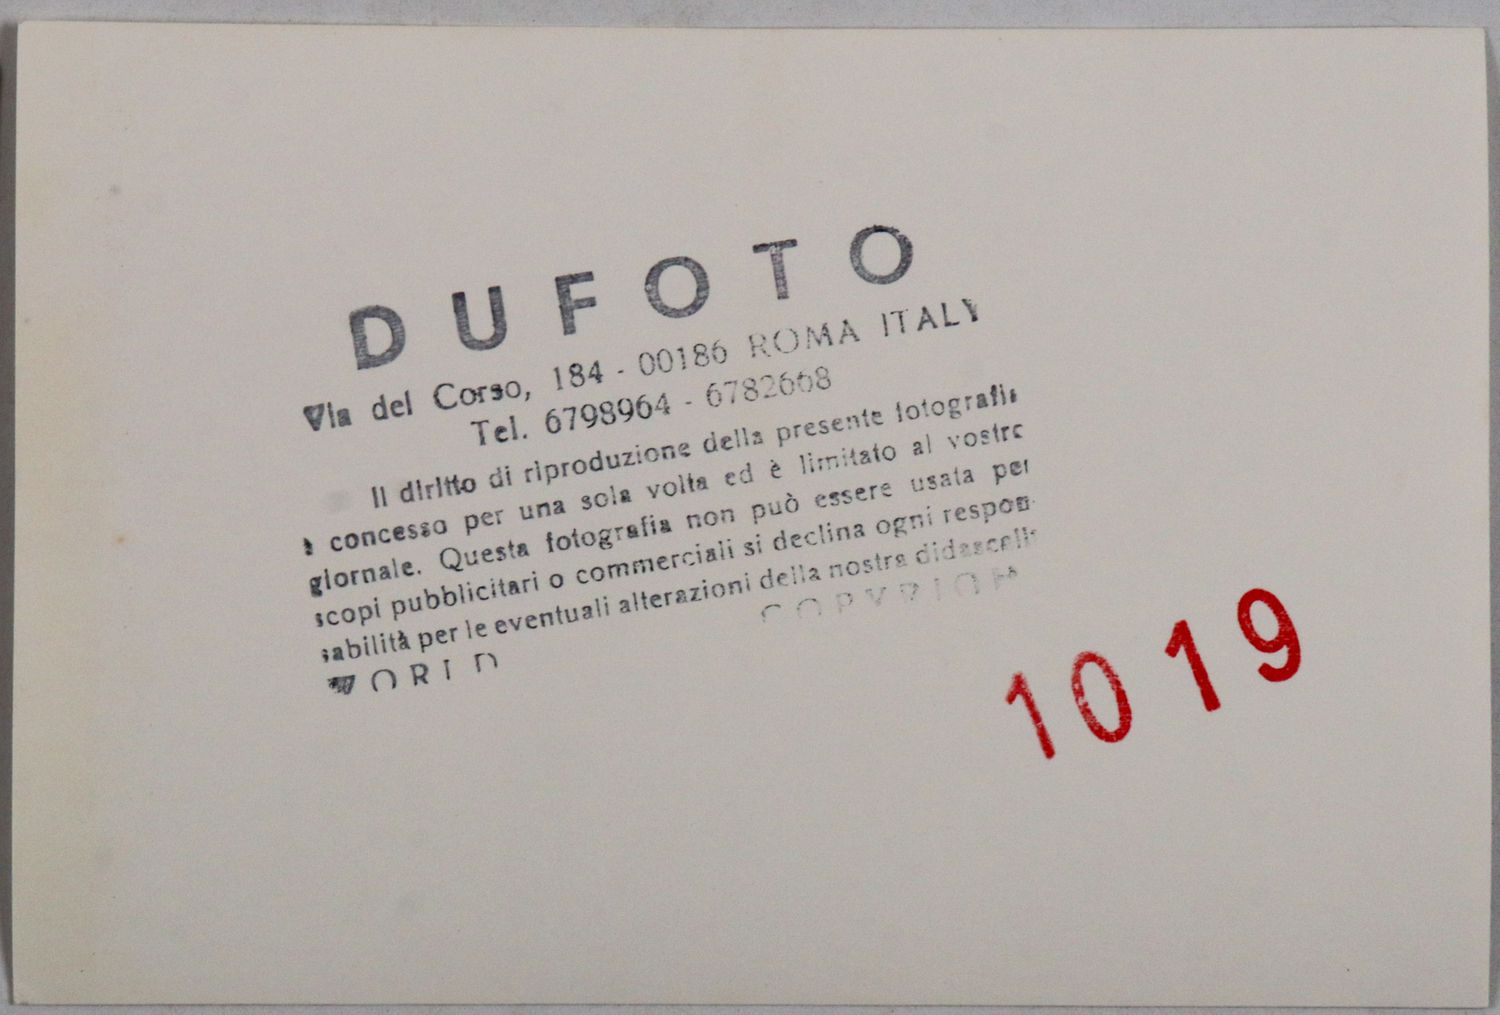 DUFOTO
Via del Corso, 184 - 00186 ROMA ITALY
Tel. 6798964 - 6782668
Il diritto di riproduzione della presente fotografia
è concesso per una sola volta ed è limitato al vostro
giornale. Questa fotografia non può essere usata per
scopi pubblicitari o commerciali si declina ogni respon-
sabilità per le eventuali alterazioni della nostra didascalia
COPYRIGH
WORLD
1019